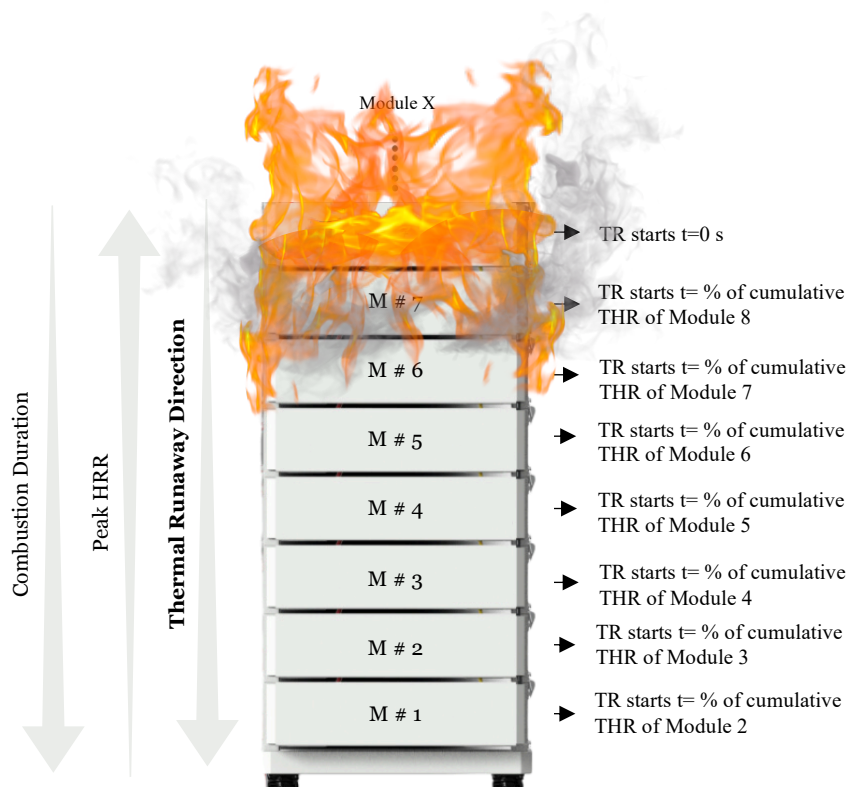 Module X
TR starts t=0 s
M # 7
TR starts t= % of cumulative
THR of Module 8
M # 6
TR starts t= % of cumulative
THR of Module 7
M # 5
TR starts t= % of cumulative
THR of Module 6
M # 4
TR starts t= % of cumulative
THR of Module 5
M # 3
TR starts t= % of cumulative
THR of Module 4
M # 2
TR starts t= % of cumulative
THR of Module 3
M # 1
TR starts t= % of cumulative
THR of Module 2
Combustion Duration
Peak HRR
Thermal Runaway Direction